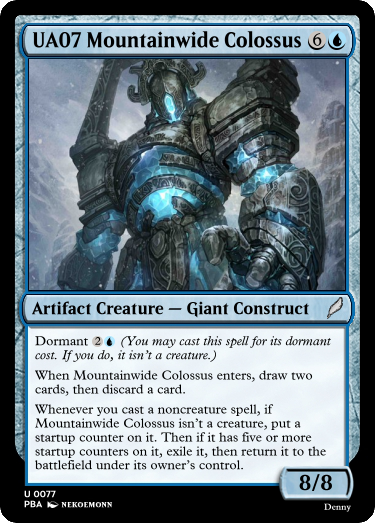 UA07 Mountainwide Colossus 6
Artifact Creature — Giant Construct
Dormant 2 (You may cast this spell for its dormant
cost. If you do, it isn't a creature.)
When Mountainwide Colossus enters, draw two
cards, then discard a card.
Whenever you cast a noncreature spell, if
Mountainwide Colossus isn't a creature, put a
startup counter on it. Then if it has five or more
startup counters on it, exile it, then return it to the
battlefield under its owner's control.
8/8
U 0077
PBA NEKOEMONN
Denny